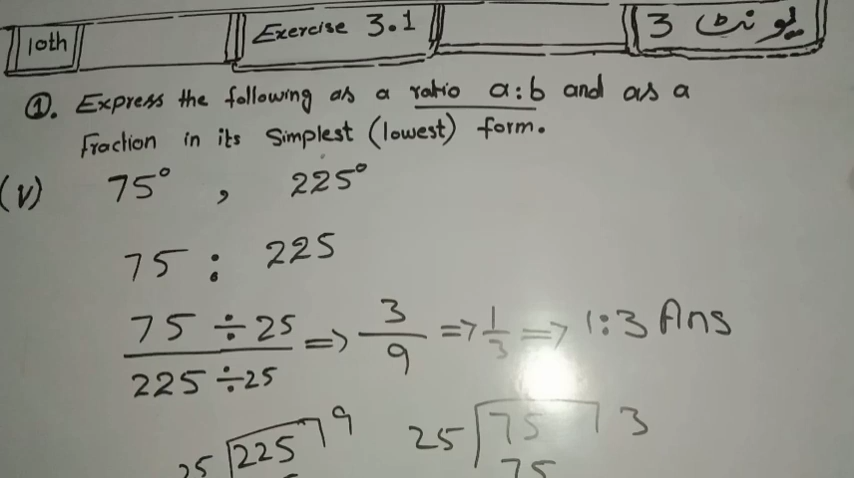 10th Exercise 3.1 یونٹ 3
①. Express the following as a ratio a:b and as a
Fraction in its Simplest (lowest) form.
(V) 75° , 225°
75 : 225
75 ÷ 25 / 225 ÷ 25 => 3/9 => 1/3 => 1:3 Ans
25 225 9 25 75 3
75